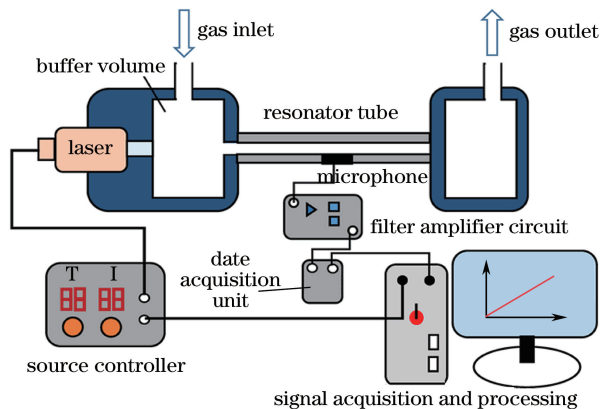 gas inlet
gas outlet
buffer volume
resonator tube
laser
microphone
filter amplifier circuit
date
acquisition
unit
T I
88 88
source controller
signal acquisition and processing